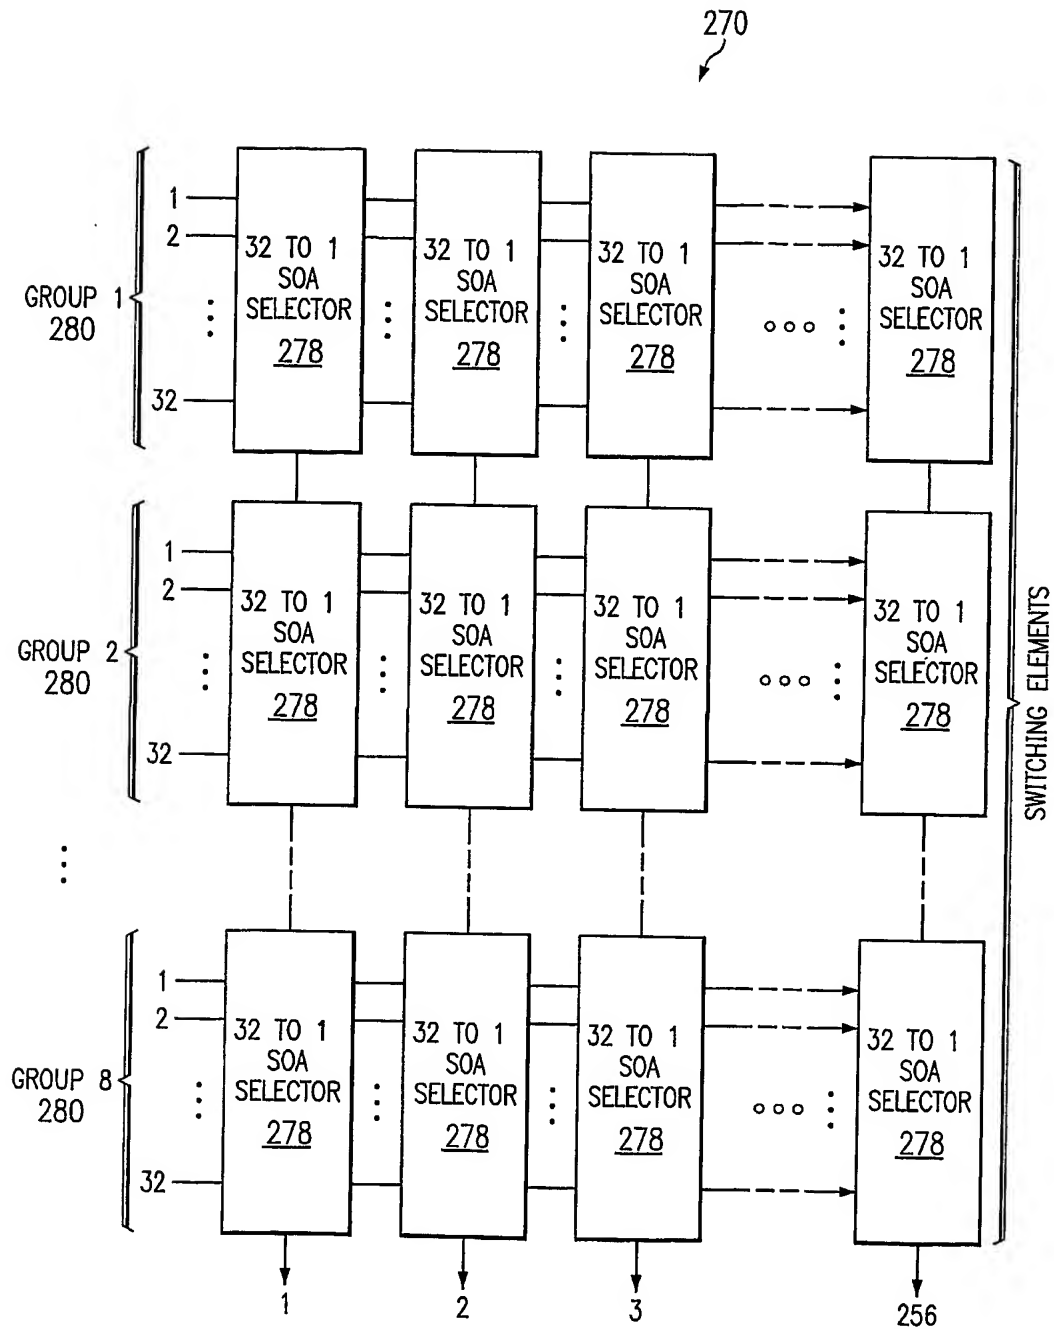 270
GROUP 1
280
1
2
32
32 TO 1
SOA
SELECTOR
278
32 TO 1
SOA
SELECTOR
278
32 TO 1
SOA
SELECTOR
278
32 TO 1
SOA
SELECTOR
278
GROUP 2
280
1
2
32
32 TO 1
SOA
SELECTOR
278
32 TO 1
SOA
SELECTOR
278
32 TO 1
SOA
SELECTOR
278
32 TO 1
SOA
SELECTOR
278
SWITCHING ELEMENTS
GROUP 8
280
1
2
32
32 TO 1
SOA
SELECTOR
278
32 TO 1
SOA
SELECTOR
278
32 TO 1
SOA
SELECTOR
278
32 TO 1
SOA
SELECTOR
278
1
2
3
256